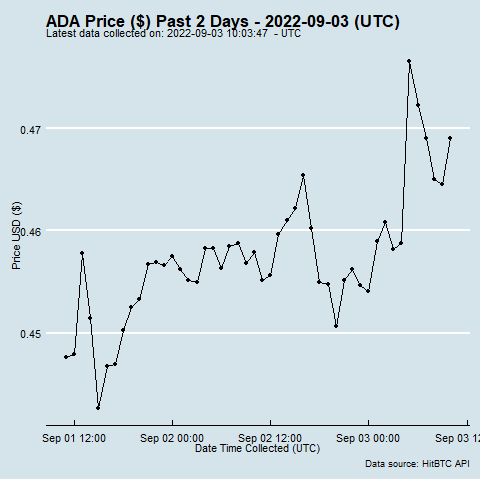 ADA Price ($) Past 2 Days - 2022-09-03 (UTC)
Latest data collected on: 2022-09-03 10:03:47 - UTC
0.47
0.46
0.45
Price USD ($)
Sep 01 12:00 Sep 02 00:00 Sep 02 12:00 Sep 03 00:00 Sep 03 12
Date Time Collected (UTC)
Data source: HitBTC API